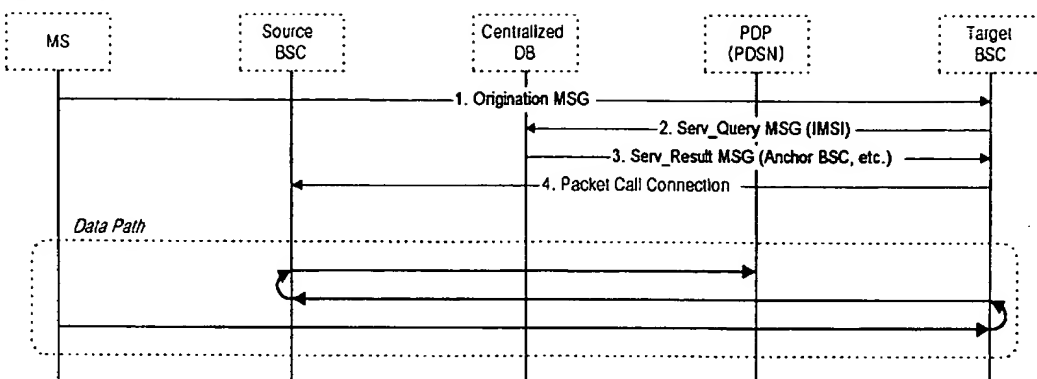 MS
Source
BSC
Centralized
DB
PDP
(PDSN)
Target
BSC
1. Origination MSG
2. Serv_Query MSG (IMSI)
3. Serv_Result MSG (Anchor BSC, etc.)
4. Packet Call Connection
Data Path